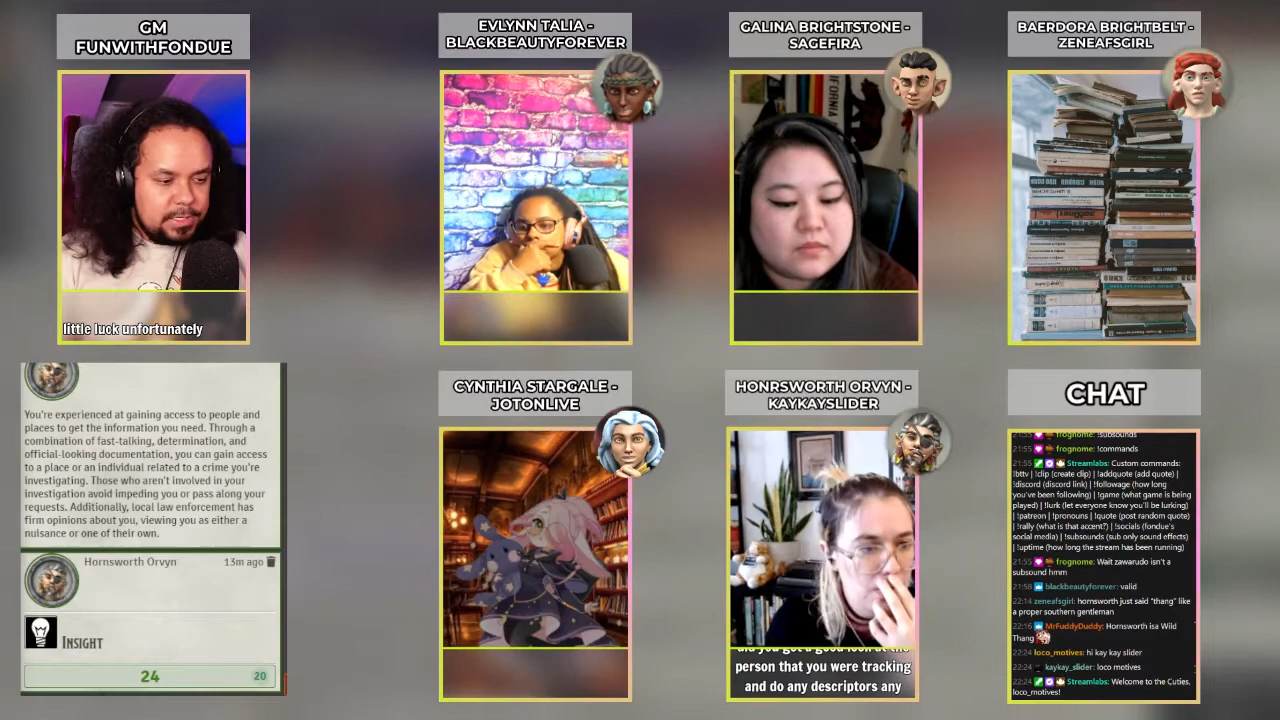 GM
FUNWITHFONDUE
EVLYNN TALIA -
BLACKBEAUTYFOREVER
GALINA BRIGHTSTONE -
SAGEFIRA
BAERDORA BRIGHTBELT -
ZENEAFSGIRL
little luck unfortunately
You're experienced at gaining access to people and
places to get the information you need. Through a
combination of fast-talking, determination, and
official-looking documentation, you can gain access
to a place or an individual related to a crime you're
investigating. Those who aren't involved in your
investigation avoid impeding you or pass along your
requests. Additionally, local law enforcement has
firm opinions about you, viewing you as either a
nuisance or one of their own.
Hornsworth Orvyn 13m ago
INSIGHT
24 20
CYNTHIA STARGALE -
JOTONLIVE
HONRSWORTH ORVYN -
KAYKAYSLIDER
did you get a good look at the
person that you were tracking
and do any descriptors any
CHAT
21:55 frognome: !subsounds
21:55 frognome: !commands
21:55 Streamlabs: Custom commands:
!bttv | !clip (create clip) | !addquote (add quote) |
!discord (discord link) | !followage (how long
you've been following) | !game (what game is being
played) | !lurk (let everyone know you'll be lurking)
| !patreon | !pronouns | !quote (post random quote)
| !rally (what is that accent?) | !socials (fondue's
social media) | !subsounds (sub only sound effects)
| !uptime (how long the stream has been running)
21:55 frognome: Wait zawarudo isn't a
subsound hmm
21:58 blackbeautyforever: valid
22:14 zeneafsgirl: hornsworth just said "thang" like
a proper southern gentleman
22:16 MrFuddyDuddy: Hornsworth isa Wild
Thang
22:24 loco_motives: hi kay kay slider
22:24 kaykay_slider: loco motives
22:24 Streamlabs: Welcome to the Cuties,
loco_motives!